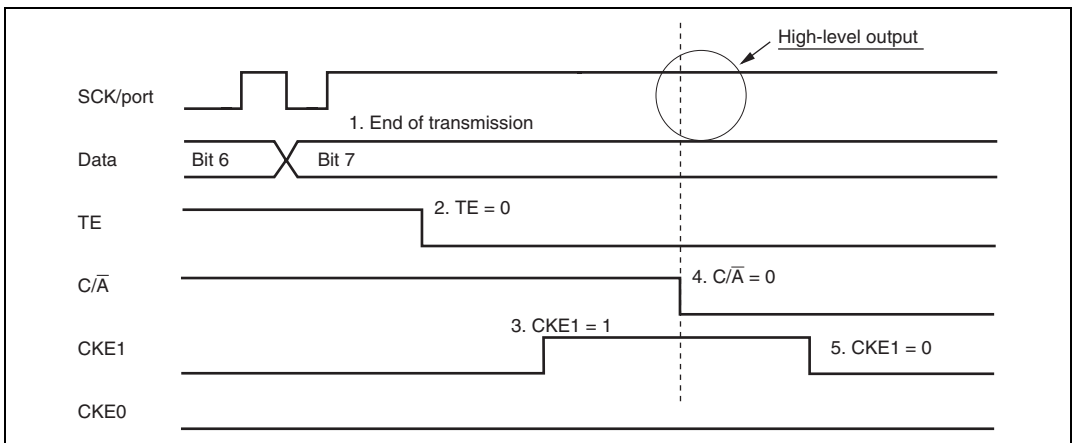 High-level output
SCK/port
1. End of transmission
Data
Bit 6
Bit 7
TE
2. TE = 0
C/A̅
4. C/A̅ = 0
3. CKE1 = 1
CKE1
5. CKE1 = 0
CKE0